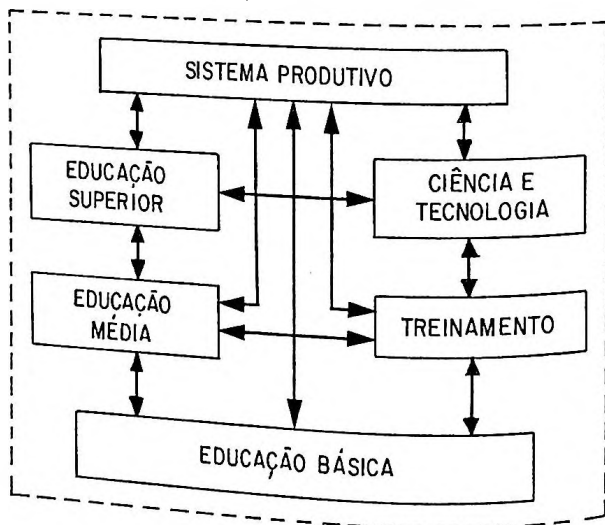 SISTEMA PRODUTIVO
EDUCAÇÃO
SUPERIOR
CIÊNCIA E
TECNOLOGIA
EDUCAÇÃO
MÉDIA
TREINAMENTO
EDUCAÇÃO BÁSICA